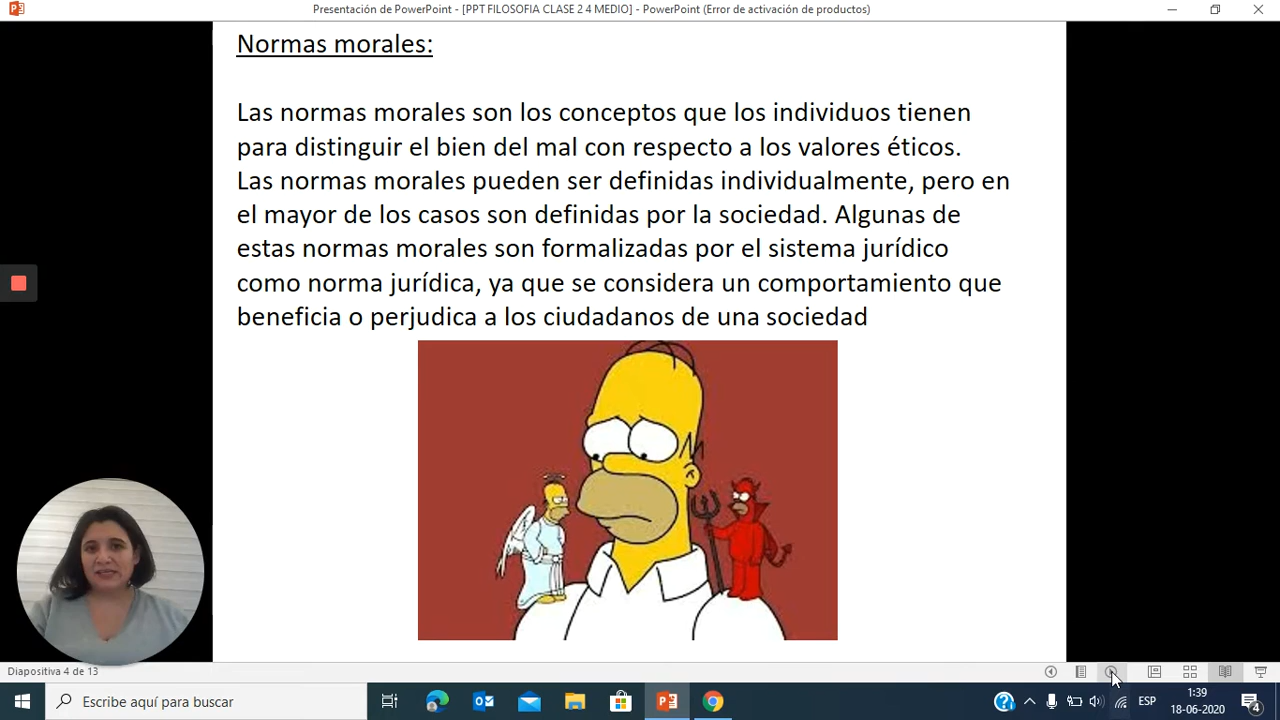 Presentación de PowerPoint - [PPT FILOSOFIA CLASE 2 4 MEDIO] - PowerPoint (Error de activación de productos)
Normas morales:
Las normas morales son los conceptos que los individuos tienen
para distinguir el bien del mal con respecto a los valores éticos.
Las normas morales pueden ser definidas individualmente, pero en
el mayor de los casos son definidas por la sociedad. Algunas de
estas normas morales son formalizadas por el sistema jurídico
como norma jurídica, ya que se considera un comportamiento que
beneficia o perjudica a los ciudadanos de una sociedad
Diapositiva 4 de 13
Escribe aquí para buscar
ESP
1:39
18-06-2020
4